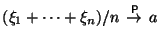 (ξ₁ + ··· + ξₙ)/n →ᴾ a